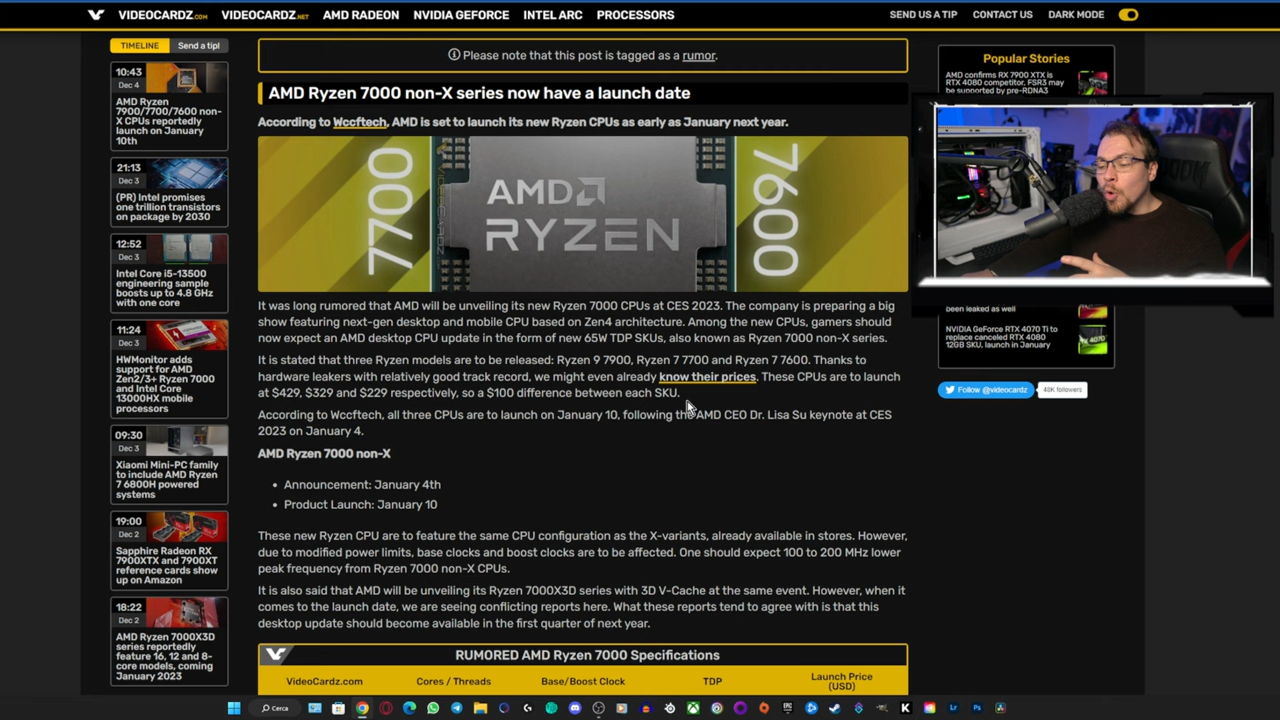 VIDEOCARDZ.COM
VIDEOCARDZ.NET
AMD RADEON
NVIDIA GEFORCE
INTEL ARC
PROCESSORS
SEND US A TIP
CONTACT US
DARK MODE
TIMELINE
Send a tip!
10:43
Dec 4
AMD Ryzen
7900/7700/7600 non-
X CPUs reportedly
launch on January
10th
21:13
Dec 3
(PR) Intel promises
one trillion transistors
on package by 2030
12:52
Dec 3
Intel Core i5-13500
engineering sample
boosts up to 4.8 GHz
with one core
11:24
Dec 3
HWMonitor adds
support for AMD
Zen2/3+ Ryzen 7000
and Intel Core
13000HX mobile
processors
09:30
Dec 3
Xiaomi Mini-PC family
to include AMD Ryzen
7 6800H powered
systems
19:00
Dec 2
Sapphire Radeon RX
7900XTX and 7900XT
reference cards show
up on Amazon
18:22
Dec 2
AMD Ryzen 7000X3D
series reportedly
feature 16, 12 and 8-
core models, coming
January 2023
Please note that this post is tagged as a rumor.
AMD Ryzen 7000 non-X series now have a launch date
According to Wccftech, AMD is set to launch its new Ryzen CPUs as early as January next year.
7700
AMD
RYZEN
7600
It was long rumored that AMD will be unveiling its new Ryzen 7000 CPUs at CES 2023. The company is preparing a big
show featuring next-gen desktop and mobile CPU based on Zen4 architecture. Among the new CPUs, gamers should
now expect an AMD desktop CPU update in the form of new 65W TDP SKUs, also known as Ryzen 7000 non-X series.
It is stated that three Ryzn models are to be released: Ryzen 9 7900, Ryzen 7 7700 and Ryzen 7 7600. Thanks to
hardware leakers with relatively good track record, we might even already know their prices. These CPUs are to launch
at $429, $329 and $229 respectively, so a $100 difference between each SKU.
According to Wccftech, all three CPUs are to launch on January 10, following the AMD CEO Dr. Lisa Su keynote at CES
2023 on January 4.
AMD Ryzen 7000 non-X
• Announcement: January 4th
• Product Launch: January 10
These new Ryzen CPU are to feature the same CPU configuration as the X-variants, already available in stores. However,
due to modified power limits, base clocks and boost clocks are to be affected. One should expect 100 to 200 MHz lower
peak frequency from Ryzen 7000 non-X CPUs.
It is also said that AMD will be unveiling its Ryzen 7000X3D series with 3D V-Cache at the same event. However, when it
comes to the launch date, we are seeing conflicting reports here. What these reports tend to agree with is that this
desktop update should become available in the first quarter of next year.
RUMORED AMD Ryzen 7000 Specifications
VideoCardz.com
Cores / Threads
Base/Boost Clock
TDP
Launch Price
(USD)
Popular Stories
AMD confirms RX 7900 XTX is
RTX 4080 competitor, FSR3 may
be supported by pre-RDNA3
been leaked as well
NVIDIA GeForce RTX 4070 Ti to
replace canceled RTX 4080
12GB SKU, launch in January
Follow @videocardz
48K followers
Cerca